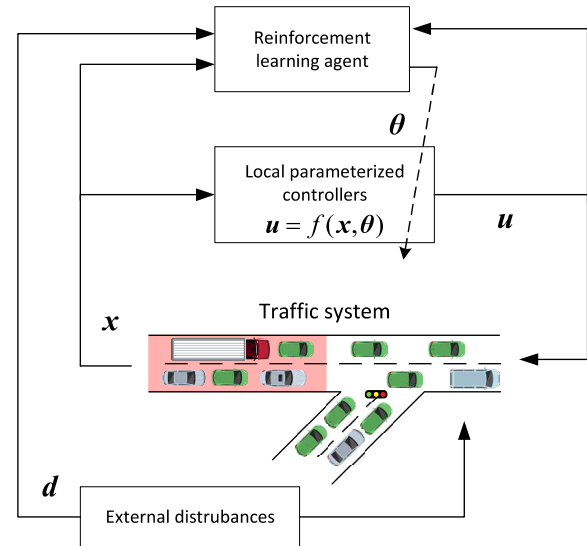 Reinforcement
learning agent
θ
Local parameterized
controllers
u = f(x,θ)
u
x
Traffic system
d
External distrubances